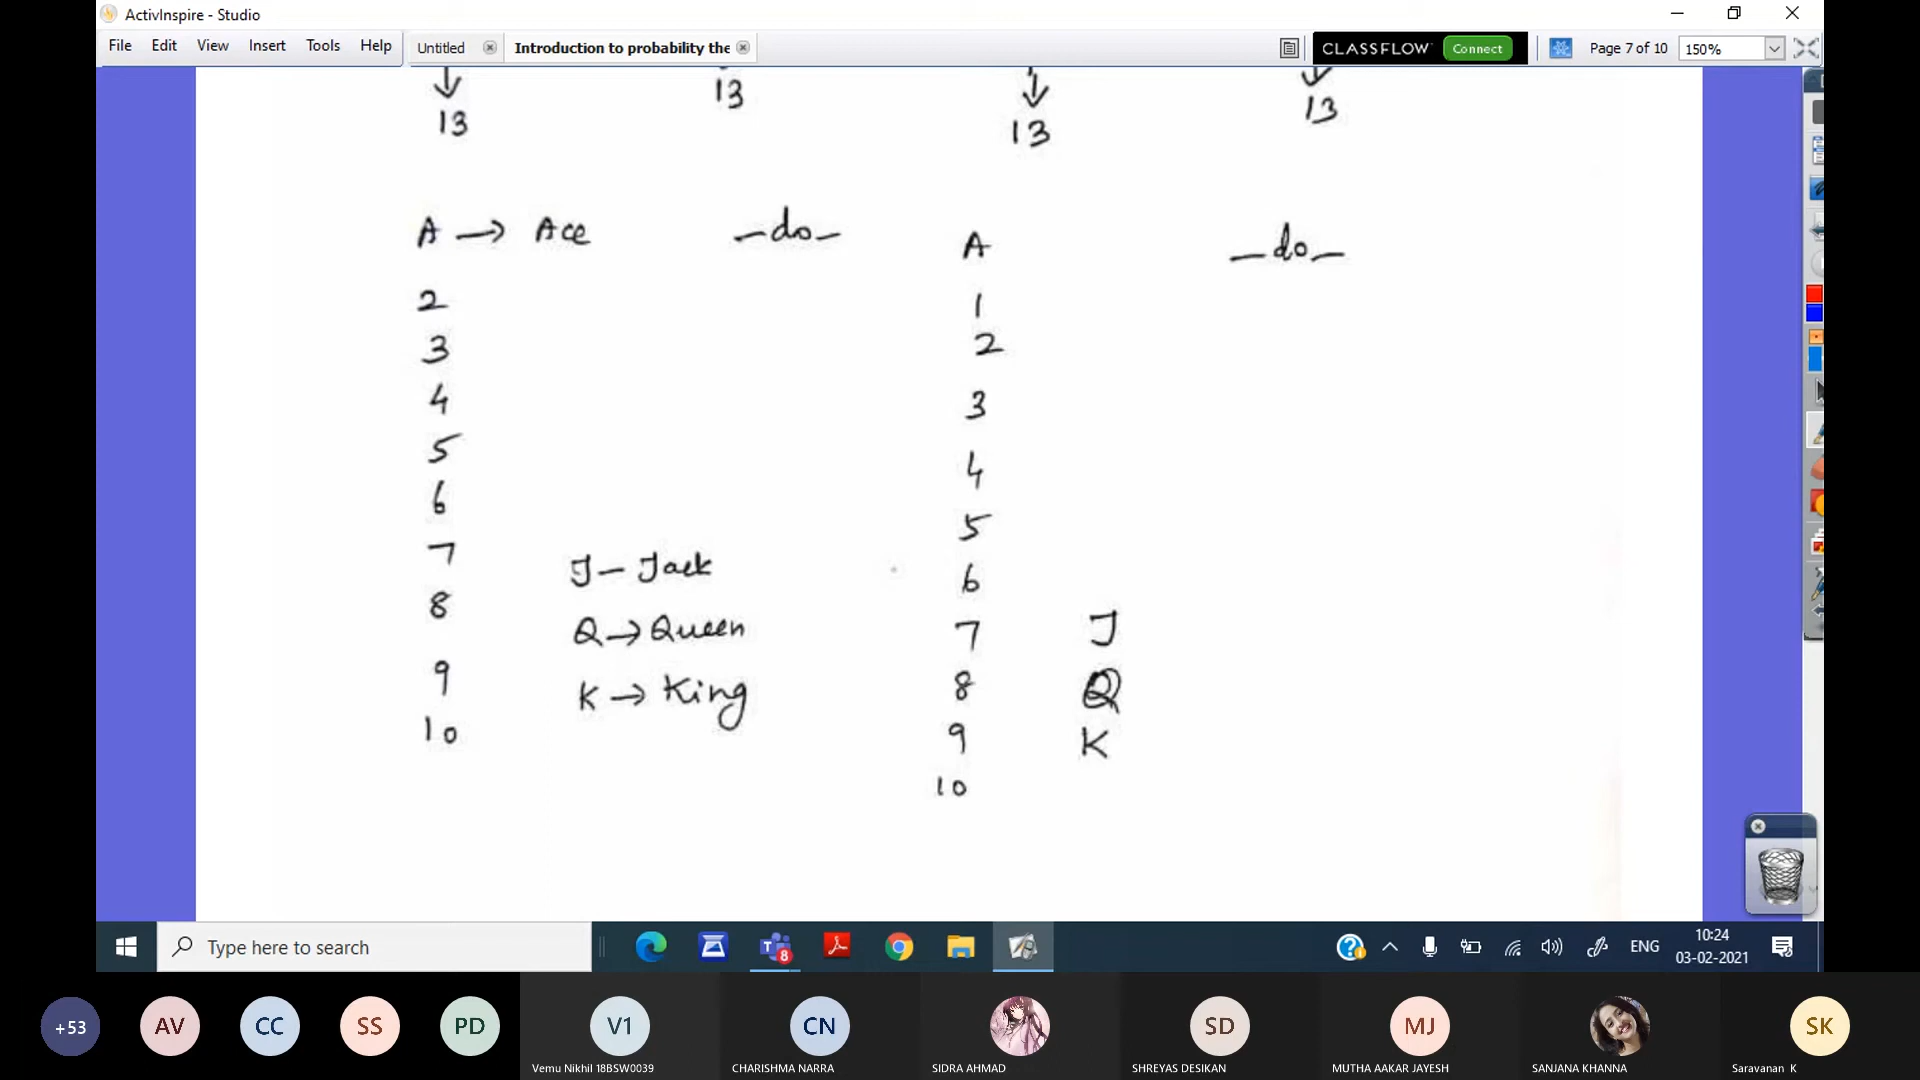 ActivInspire - Studio
File Edit View Insert Tools Help
Untitled
Introduction to probability the
CLASSFLOW Connect
Page 7 of 10
150%
13
13
13
13
A → Ace
—do—
A
—do—
2
3
4
5
6
7
8
9
10
J — Jack
Q → Queen
K → King
1
2
3
4
5
6
7
8
9
10
J
Q
K
Type here to search
8
ENG
10:24
03-02-2021
+53
AV
CC
SS
PD
V1
CN
SD
MJ
SK
Vemu Nikhil 18BSW0039
CHARISHMA NARRA
SIDRA AHMAD
SHREYAS DESIKAN
MUTHA AAKAR JAYESH
SANJANA KHANNA
Saravanan K